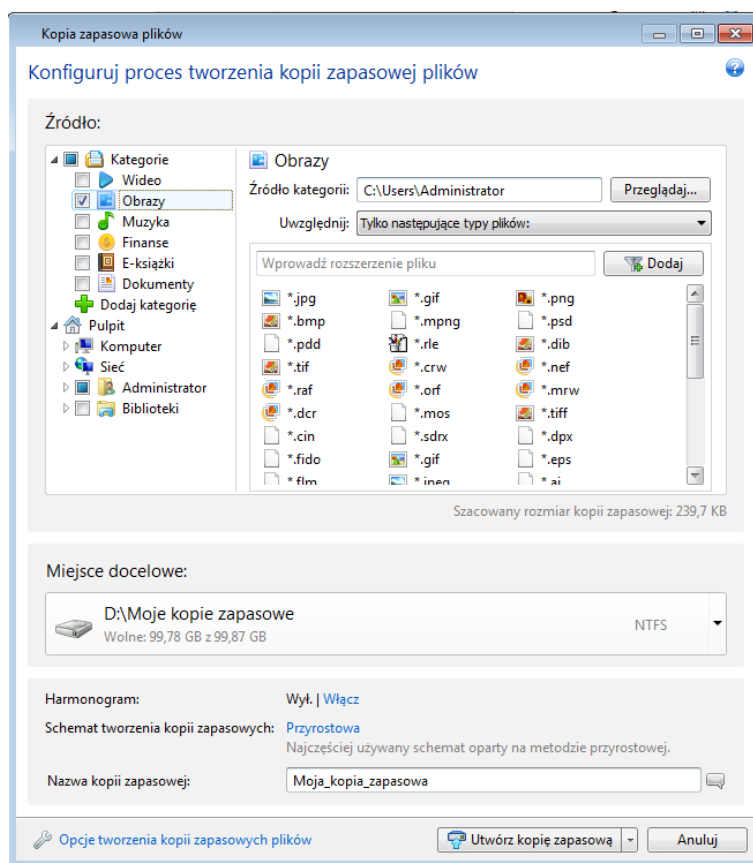 Kopia zapasowa plików
Konfiguruj proces tworzenia kopii zapasowej plików
Źródło:
Kategorie
Wideo
Obrazy
Muzyka
Finanse
E-książki
Dokumenty
Dodaj kategorię
Pulpit
Komputer
Sieć
Administrator
Biblioteki
Obrazy
Źródło kategorii: C:\Users\Administrator Przeglądaj...
Uwzględnij: Tylko następujące typy plików:
Wprowadź rozszerzenie pliku Dodaj
*.jpg *.gif *.png
*.bmp *.mpng *.psd
*.pdd *.rle *.dib
*.tif *.crw *.nef
*.raf *.orf *.mrw
*.dcr *.mos *.tiff
*.cin *.sdrx *.dpx
*.fido *.gif *.eps
*.flm *.jpeg *.ai
Szacowany rozmiar kopii zapasowej: 239,7 KB
Miejsce docelowe:
D:\Moje kopie zapasowe
Wolne: 99,78 GB z 99,87 GB
NTFS
Harmonogram: Wył. | Włącz
Schemat tworzenia kopii zapasowych: Przyrostowa
Najczęściej używany schemat oparty na metodzie przyrostowej.
Nazwa kopii zapasowej: Moja_kopia_zapasowa
Opcje tworzenia kopii zapasowych plików Utwórz kopię zapasową Anuluj